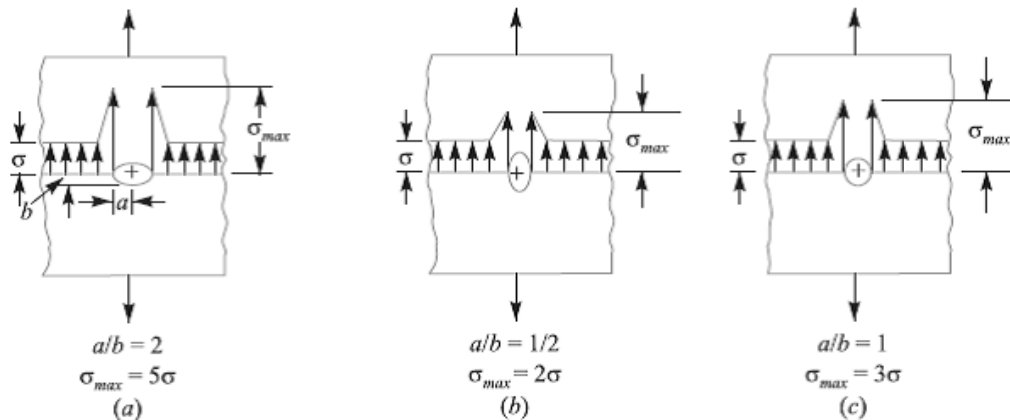 σ
σmax
b
a
a/b = 2
σmax = 5σ
(a)
σ
σmax
a/b = 1/2
σmax = 2σ
(b)
σ
σmax
a/b = 1
σmax = 3σ
(c)